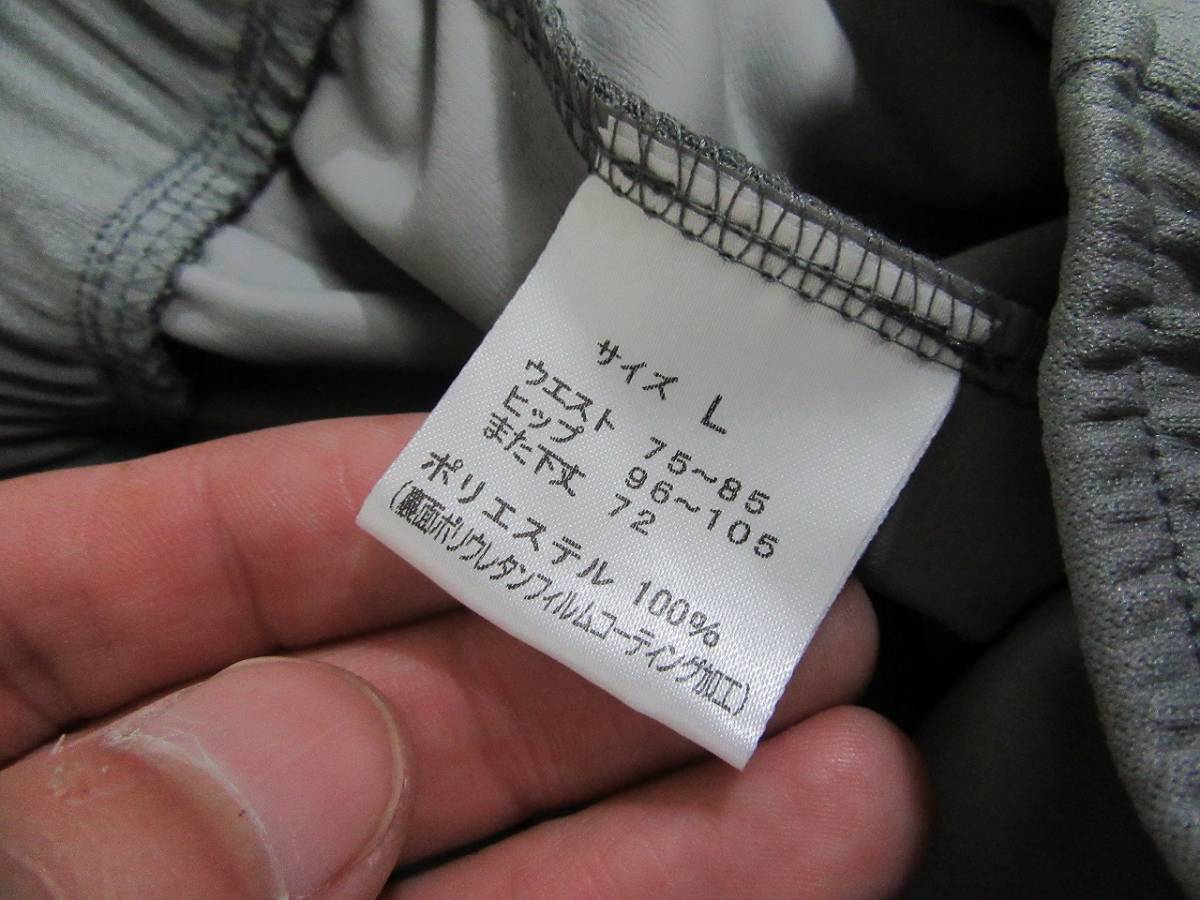 サイズ L
ウエスト 75~85
ヒップ 96~105
また下丈 72
ポリエステル 100%
(裏面ポリウレタンフィルムコーティング加工)